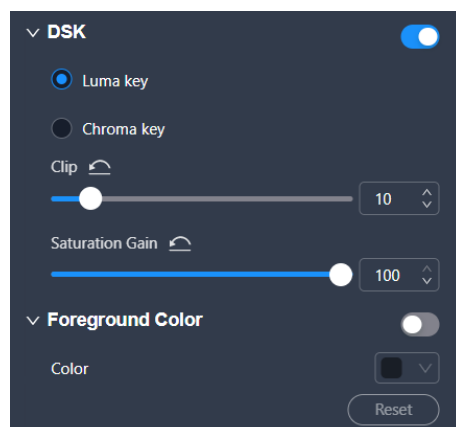 DSK
Luma key
Chroma key
Clip
10
Saturation Gain
100
Foreground Color
Color
Reset